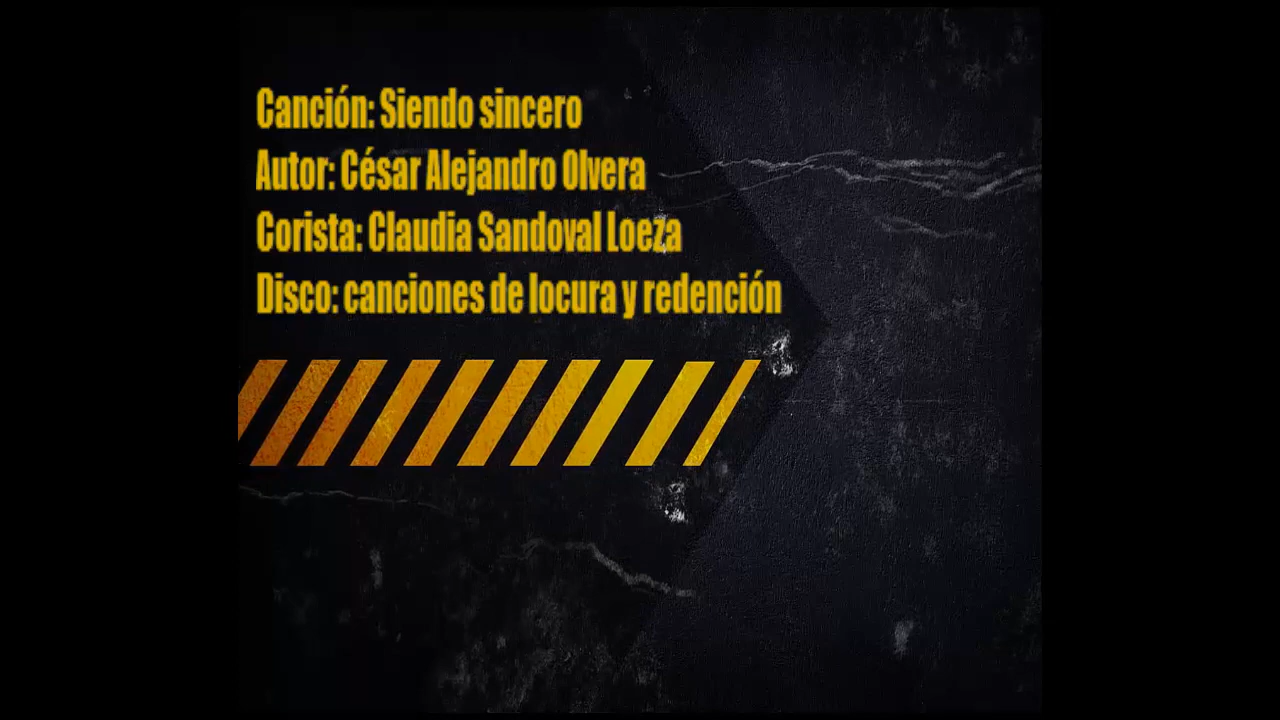 Canción: Siendo sincero
Autor: César Alejandro Olvera
Corista: Claudia Sandoval Loeza
Disco: canciones de locura y redención